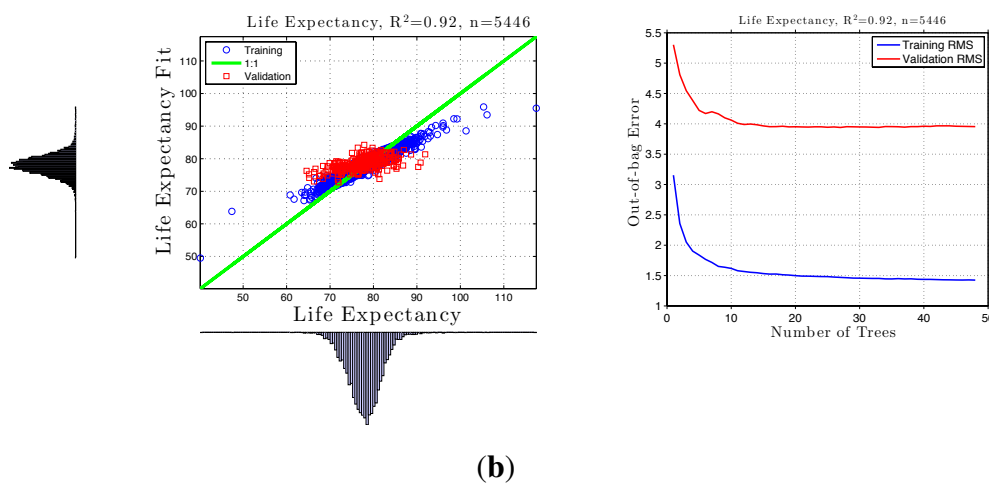 Life Expectancy, R²=0.92, n=5446
Training
1:1
Validation
Life Expectancy Fit
110
100
90
80
70
60
50
50 60 70 80 90 100 110
Life Expectancy
Life Expectancy, R²=0.92, n=5446
Training RMS
Validation RMS
Out-of-bag Error
5.5
5
4.5
4
3.5
3
2.5
2
1.5
1
0 10 20 30 40 50
Number of Trees
(b)